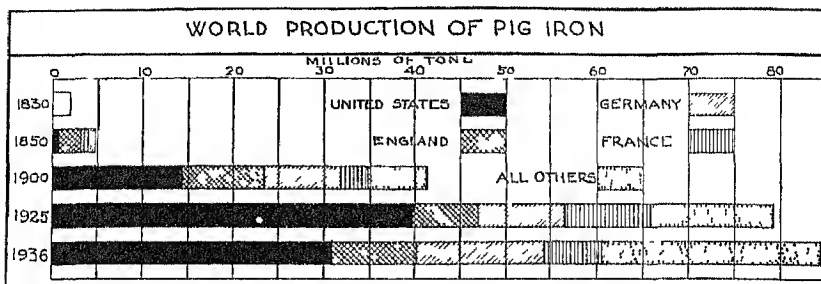 WORLD PRODUCTION OF PIG IRON
MILLIONS OF TONS
0 10 20 30 40 50 60 70 80
1830 UNITED STATES GERMANY
1850 ENGLAND FRANCE
1900 ALL OTHERS
1925
1936